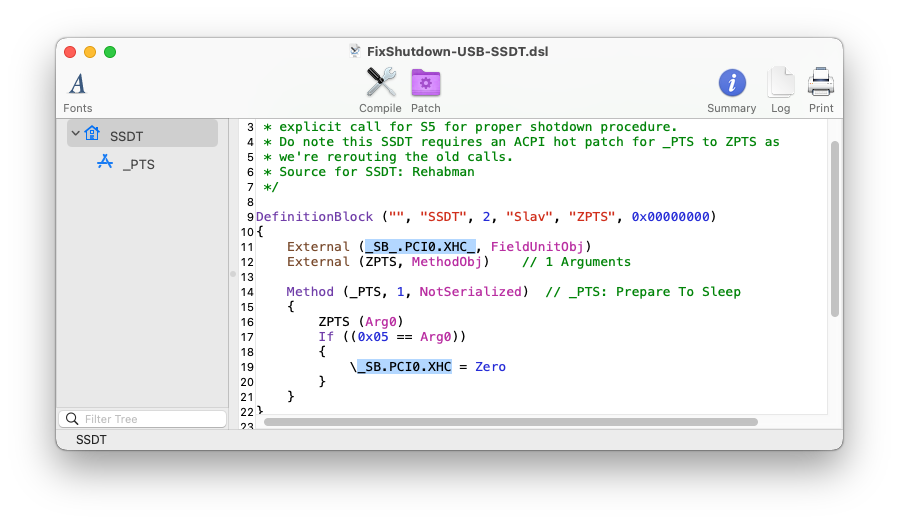 FixShutdown-USB-SSDT.dsl
A
Fonts
Compile
Patch
i
Summary
Log
Print
SSDT
_PTS
3 * explicit call for S5 for proper shotdown procedure.
4 * Do note this SSDT requires an ACPI hot patch for _PTS to ZPTS as
5 * we're rerouting the old calls.
6 * Source for SSDT: Rehabman
7 */
8
9 DefinitionBlock ("", "SSDT", 2, "Slav", "ZPTS", 0x00000000)
10 {
11 External (_SB_.PCI0.XHC_, FieldUnitObj)
12 External (ZPTS, MethodObj) // 1 Arguments
13
14 Method (_PTS, 1, NotSerialized) // _PTS: Prepare To Sleep
15 {
16 ZPTS (Arg0)
17 If ((0x05 == Arg0))
18 {
19 \_SB.PCI0.XHC = Zero
20 }
21 }
22 }
23
Filter Tree
SSDT